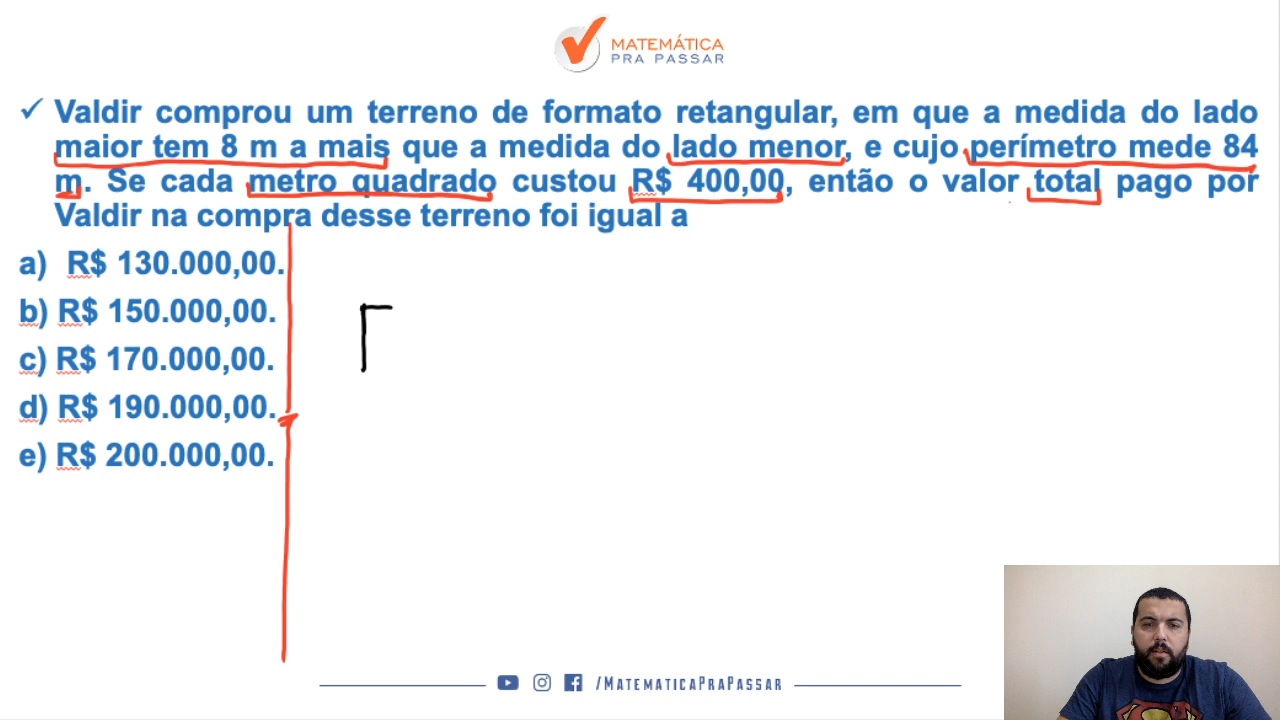 MATEMÁTICA
PRA PASSAR
✓ Valdir comprou um terreno de formato retangular, em que a medida do lado
maior tem 8 m a mais que a medida do lado menor, e cujo perímetro mede 84
m. Se cada metro quadrado custou R$ 400,00, então o valor total pago por
Valdir na compra desse terreno foi igual a
a) R$ 130.000,00.
b) R$ 150.000,00.
c) R$ 170.000,00.
d) R$ 190.000,00.
e) R$ 200.000,00.
/MATEMATICAPRAPASSAR